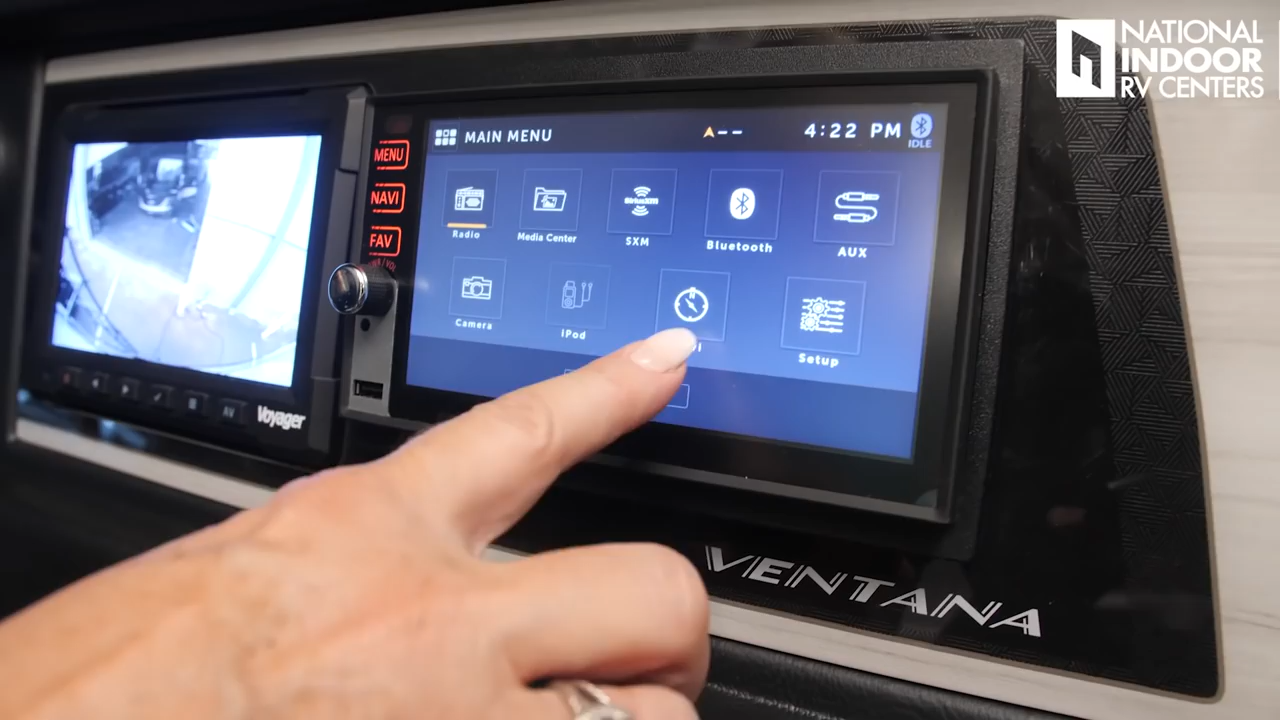 NATIONAL
INDOOR
RV CENTERS
MAIN MENU
4:22 PM
IDLE
MENU
NAVI
FAV
Radio
Media Center
SXM
SiriusXM
Bluetooth
AUX
Camera
iPod
Setup
AV
Voyager
VENTANA